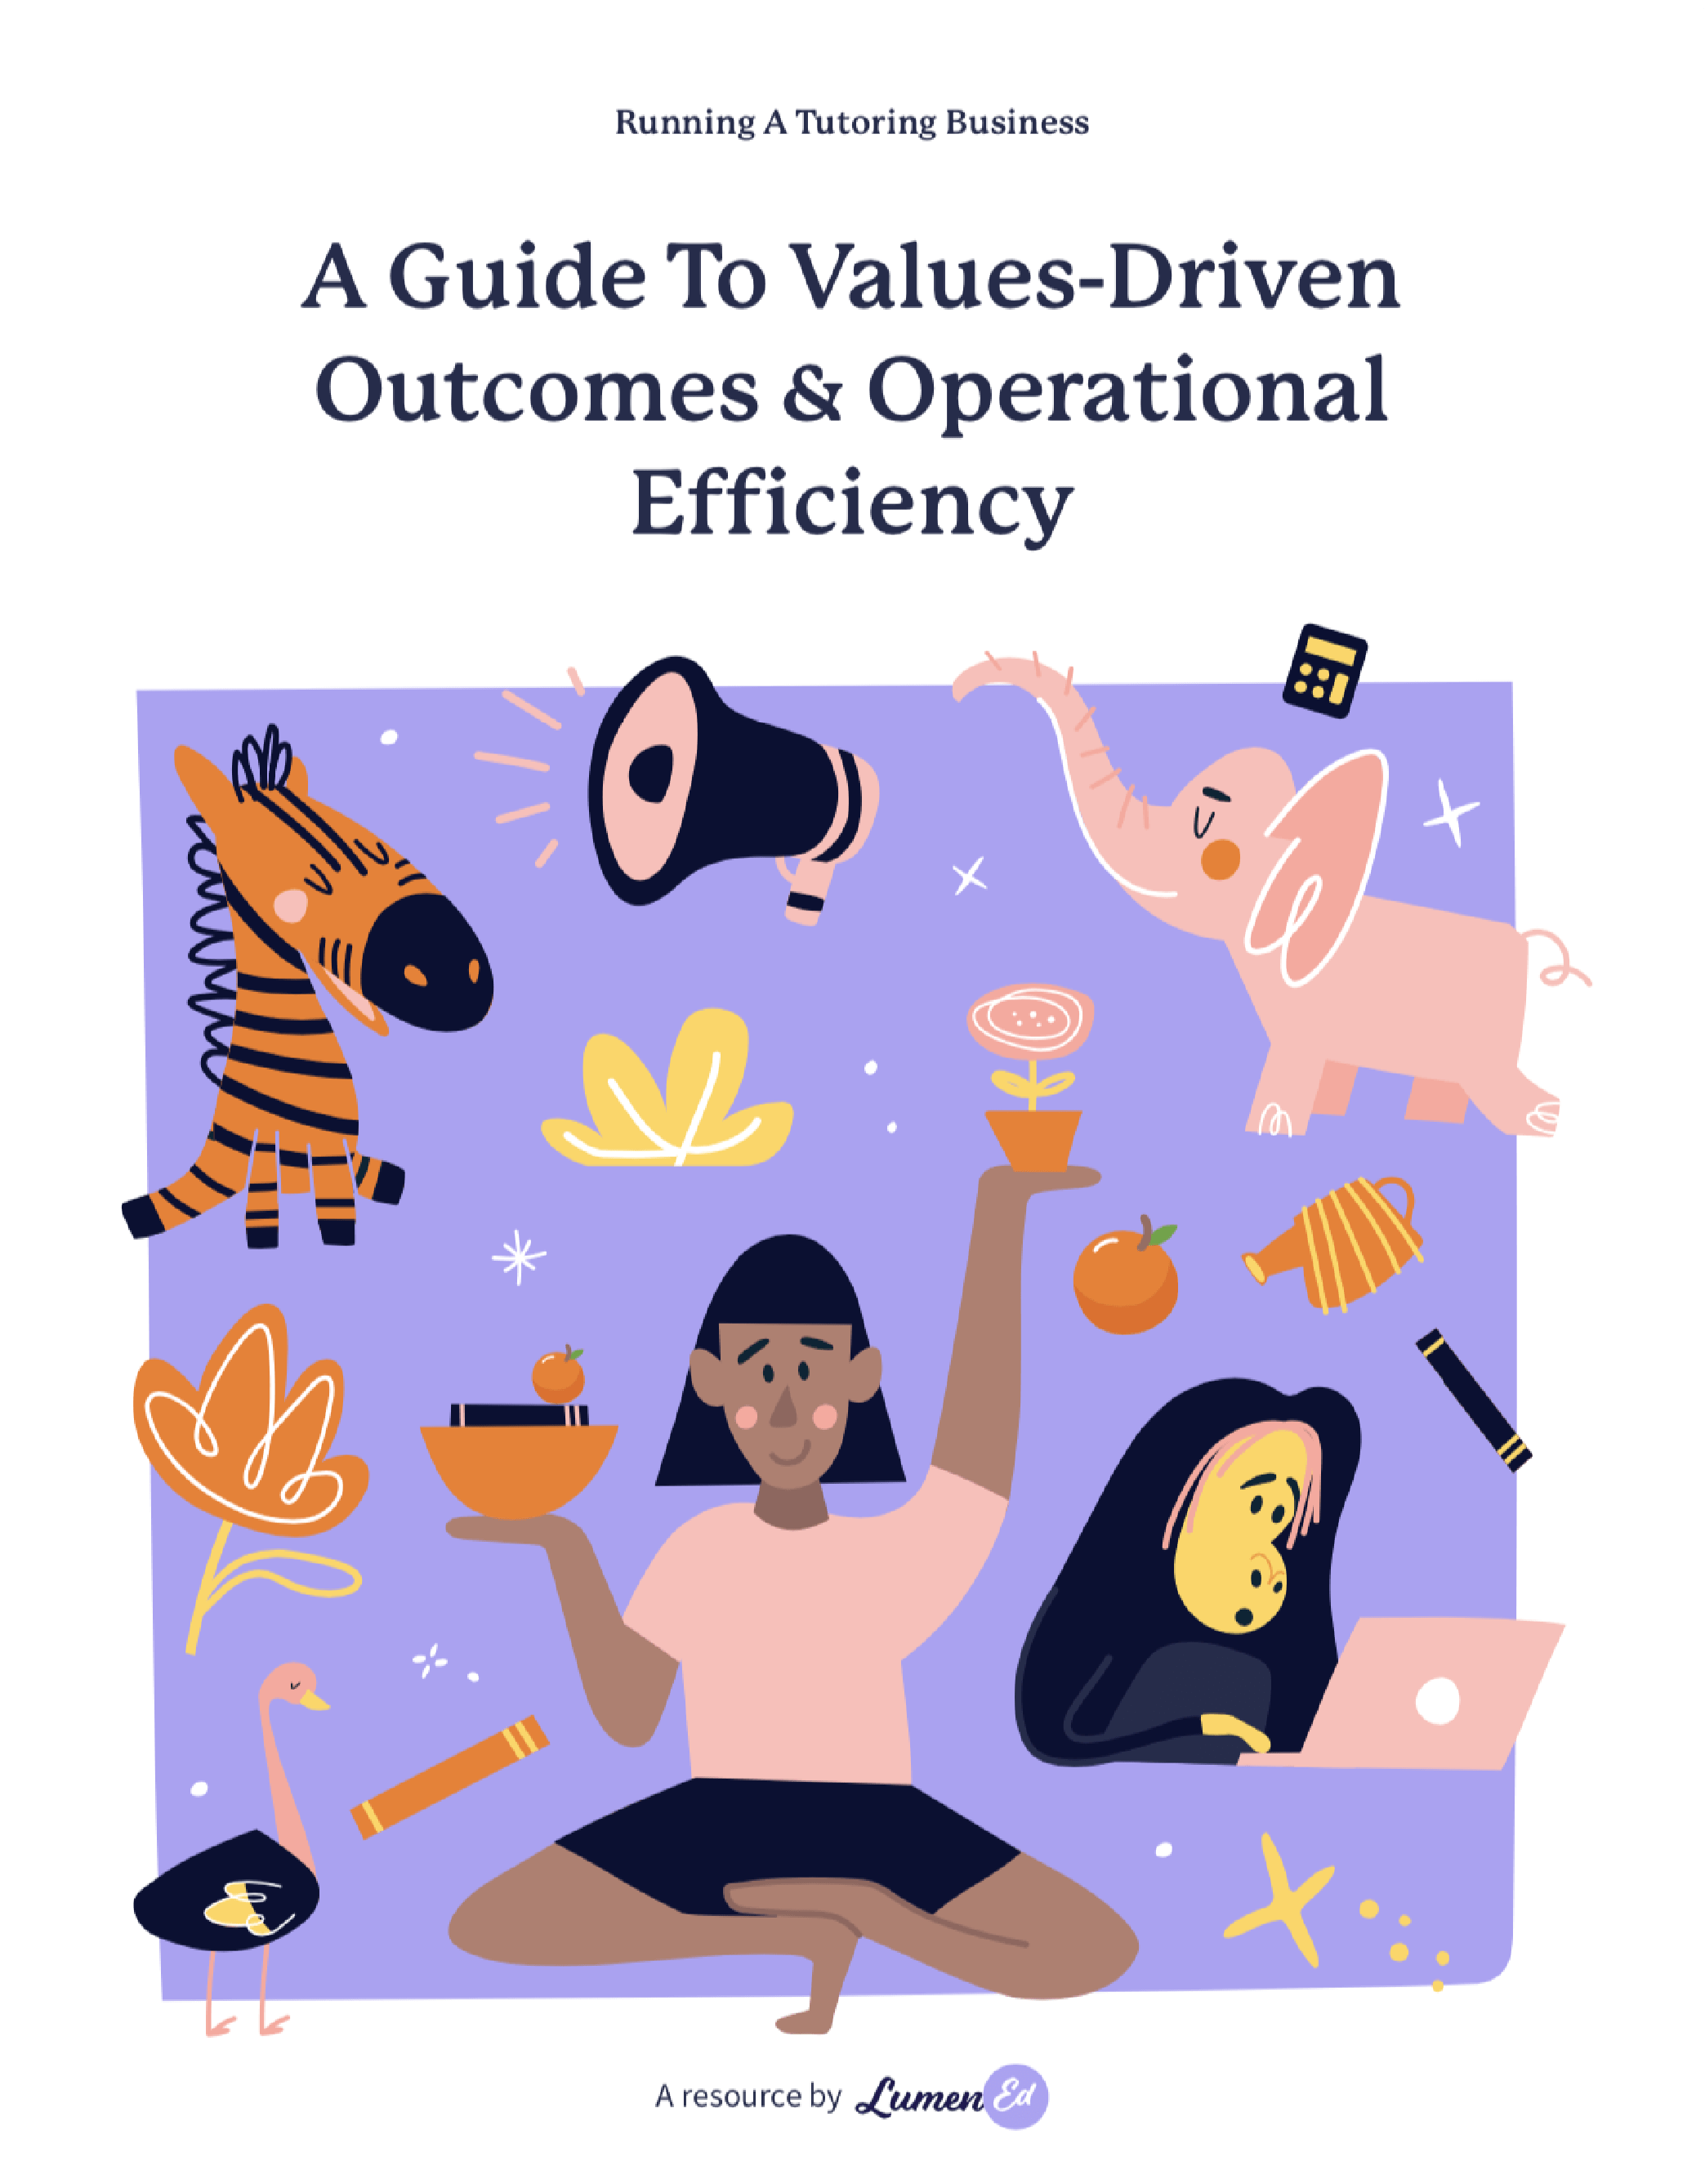 Running A Tutoring Business
A Guide To Values-Driven
Outcomes & Operational
Efficiency
A resource by Lumen Ed